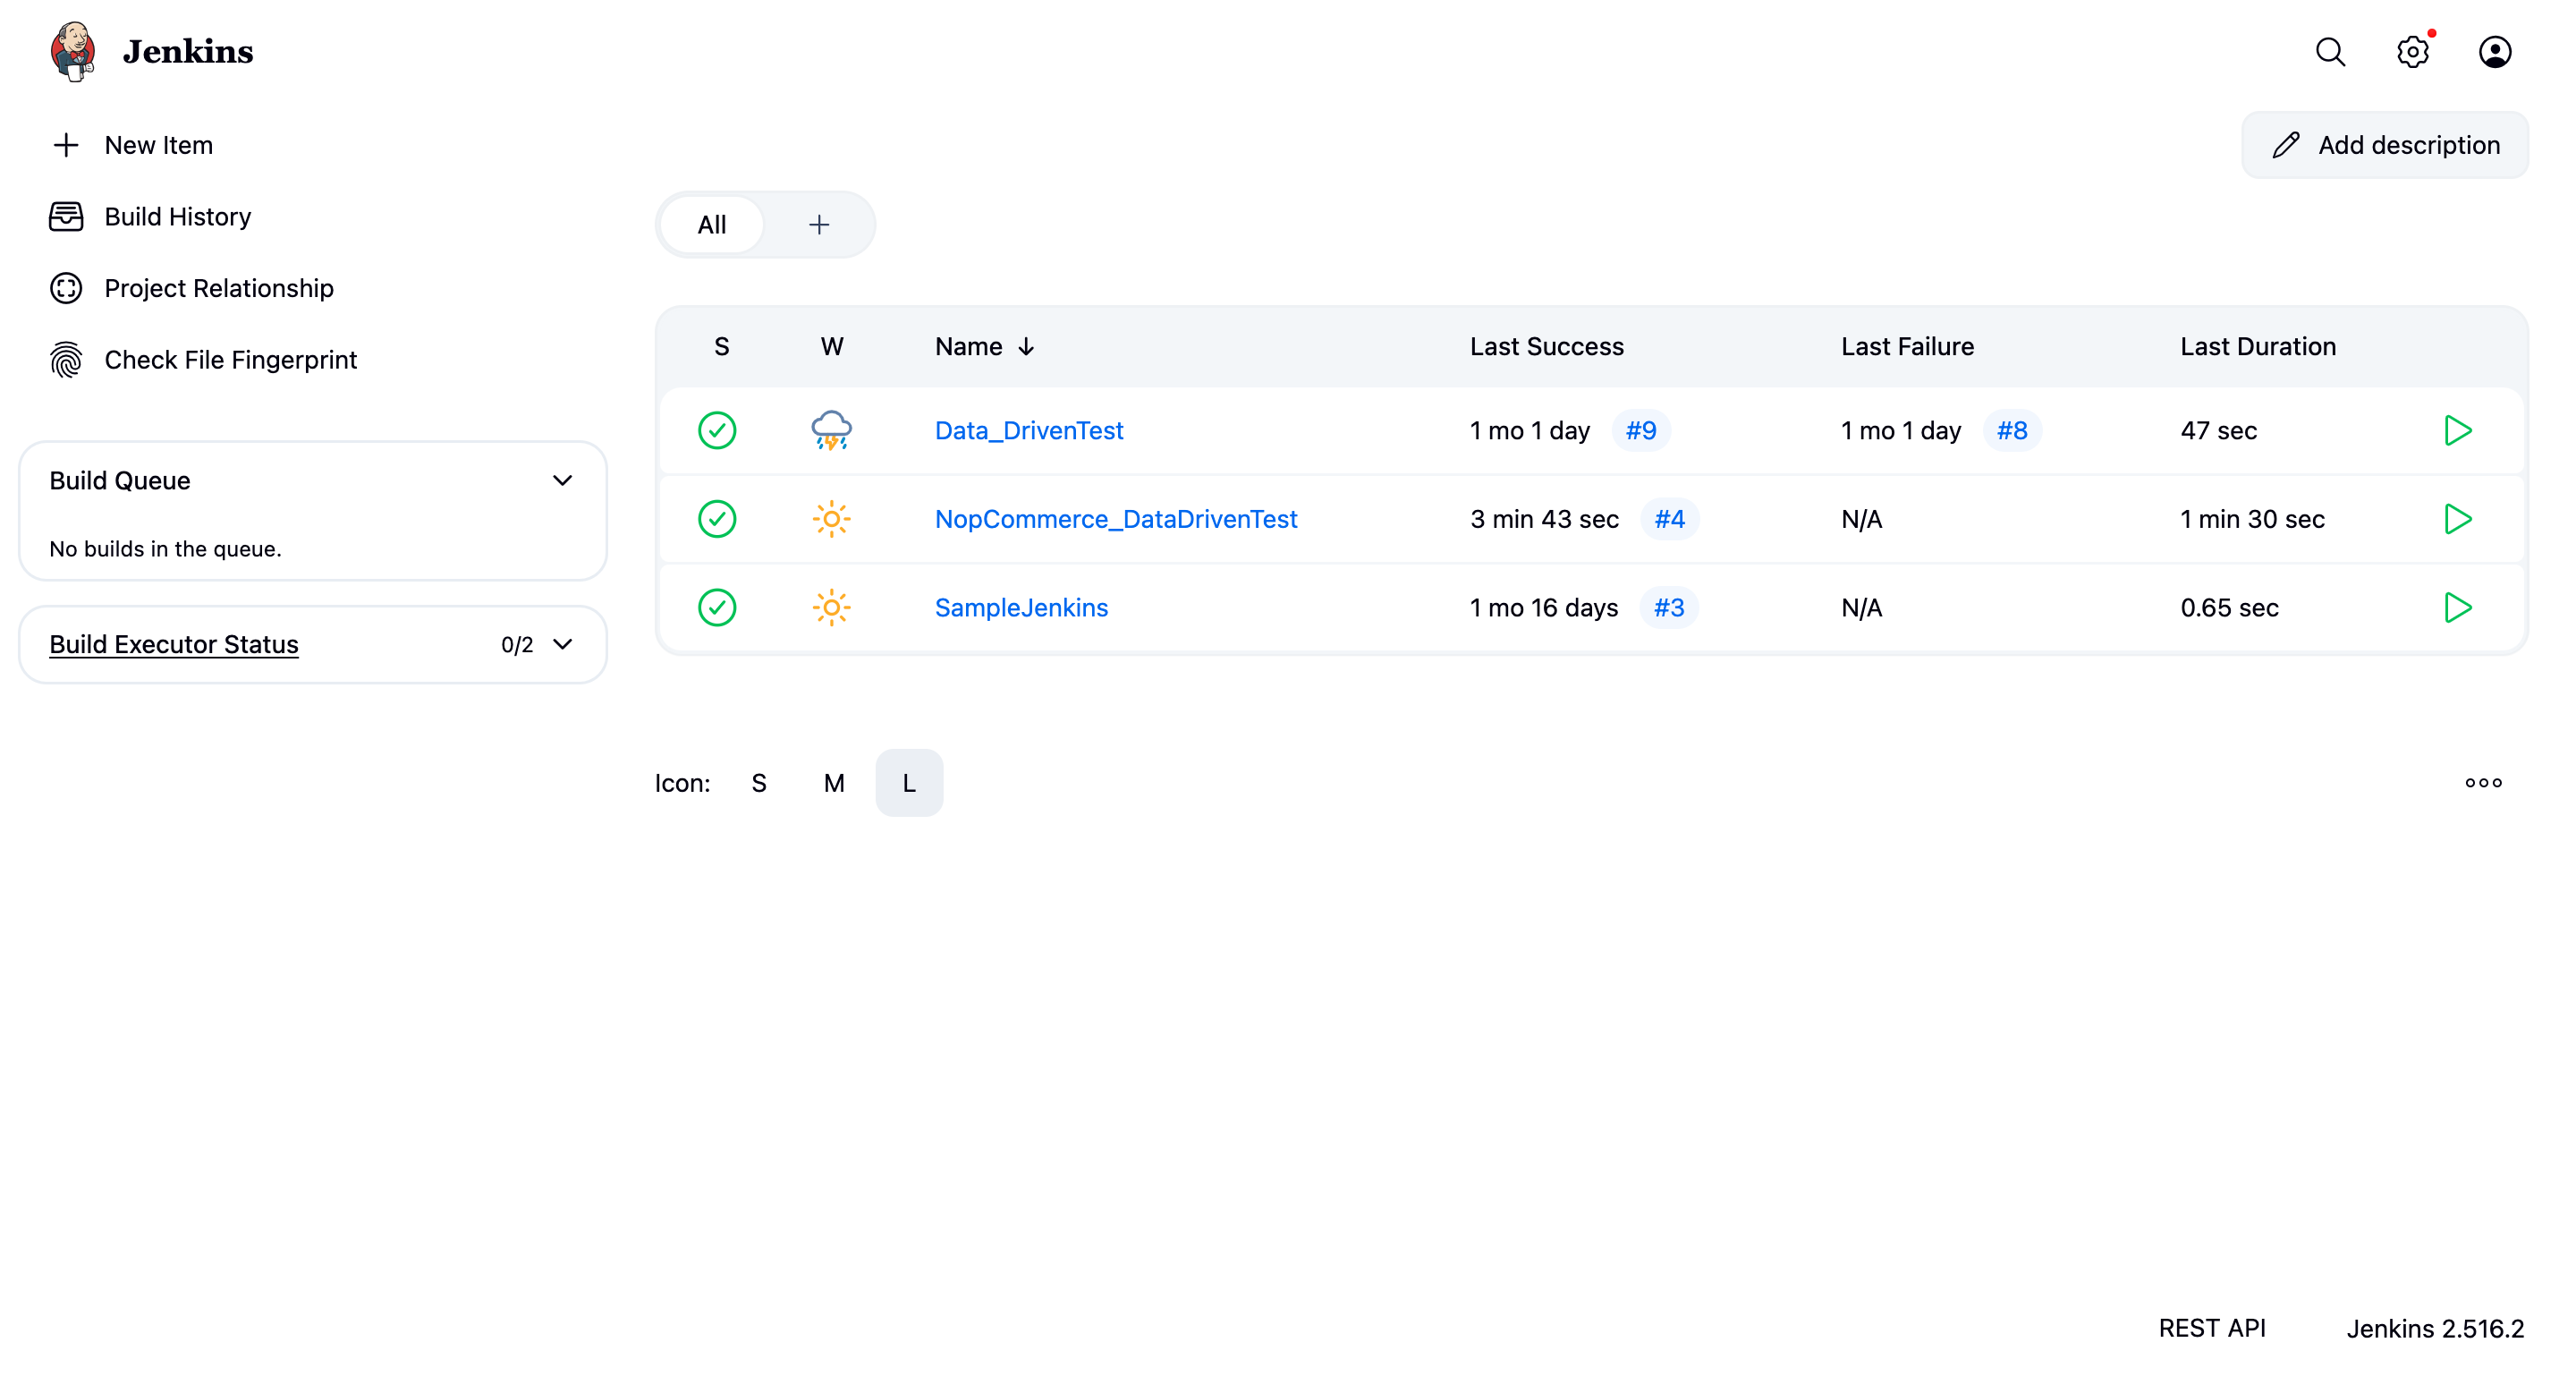 Jenkins
New Item
Build History
Project Relationship
Check File Fingerprint
Build Queue
No builds in the queue.
Build Executor Status 0/2
Add description
All
S W Name Last Success Last Failure Last Duration
Data_DrivenTest 1 mo 1 day #9 1 mo 1 day #8 47 sec
NopCommerce_DataDrivenTest 3 min 43 sec #4 N/A 1 min 30 sec
SampleJenkins 1 mo 16 days #3 N/A 0.65 sec
Icon: S M L
REST API Jenkins 2.516.2